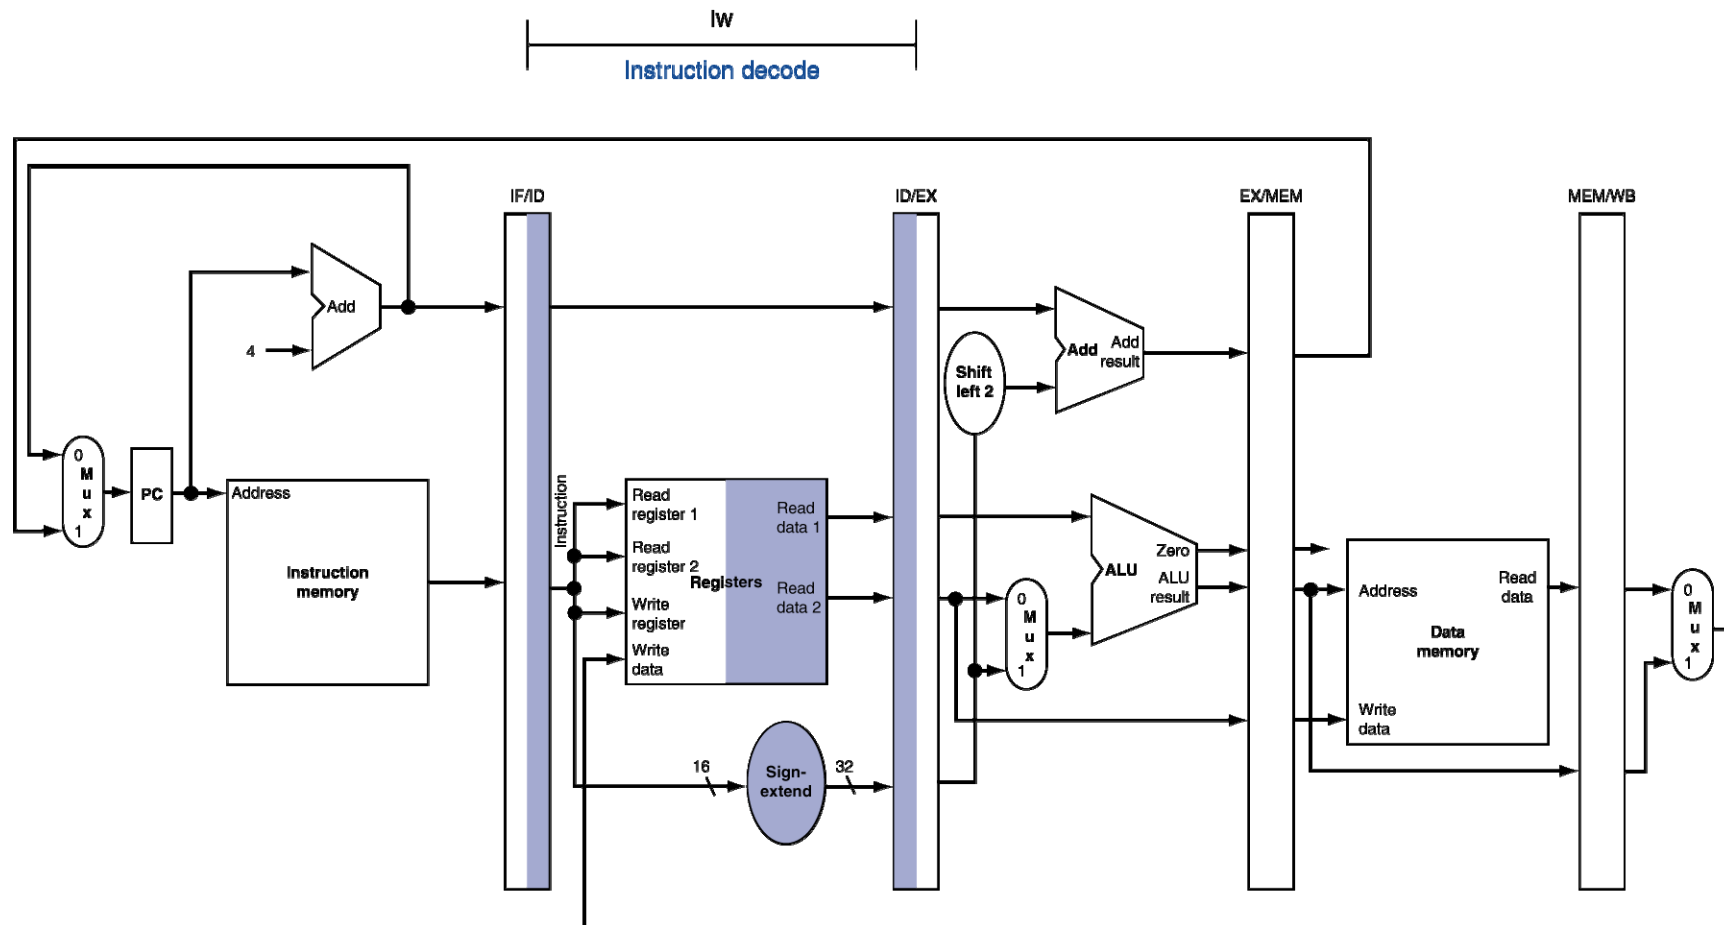 lw
Instruction decode
IF/ID
ID/EX
EX/MEM
MEM/WB
Add
4
Add
Add
result
Shift
left 2
0
M
u
x
1
PC
Address
Instruction
memory
Instruction
Read
register 1
Read
register 2
Registers
Write
register
Write
data
Read
data 1
Read
data 2
16
Sign-
extend
32
0
M
u
x
1
ALU
Zero
ALU
result
Address
Read
data
Data
memory
Write
data
0
M
u
x
1